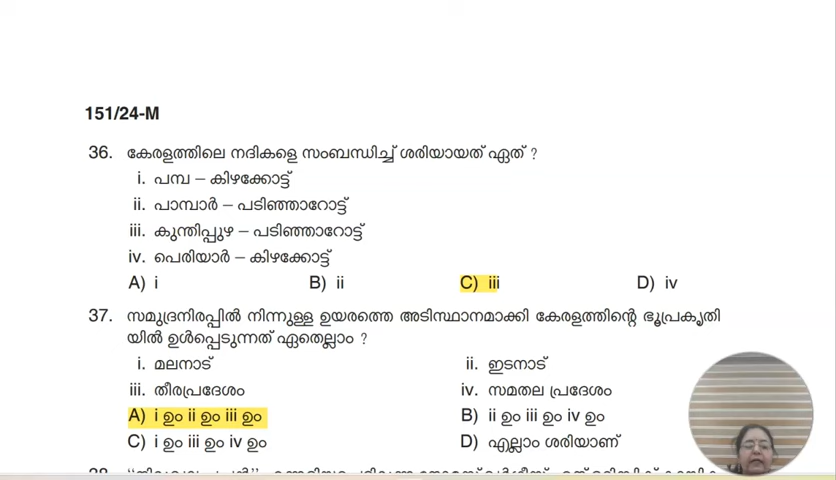 151/24-M
36. കേരളത്തിലെ നദികളെ സംബന്ധിച്ച് ശരിയായത് ഏത് ?
i. പമ്പ – കിഴക്കോട്ട്
ii. പാമ്പാർ – പടിഞ്ഞാറോട്ട്
iii. കുന്തിപ്പുഴ – പടിഞ്ഞാറോട്ട്
iv. പെരിയാർ – കിഴക്കോട്ട്
A) i B) ii C) iii D) iv
37. സമുദ്രനിരപ്പിൽ നിന്നുള്ള ഉയരത്തെ അടിസ്ഥാനമാക്കി കേരളത്തിന്റെ ഭൂപ്രകൃതി
യിൽ ഉൾപ്പെടുന്നത് ഏതെല്ലാം ?
i. മലനാട് ii. ഇടനാട്
iii. തീരപ്രദേശം iv. സമതല പ്രദേശം
A) i ഉം ii ഉം iii ഉം B) ii ഉം iii ഉം iv ഉം
C) i ഉം iii ഉം iv ഉം D) എല്ലാം ശരിയാണ്